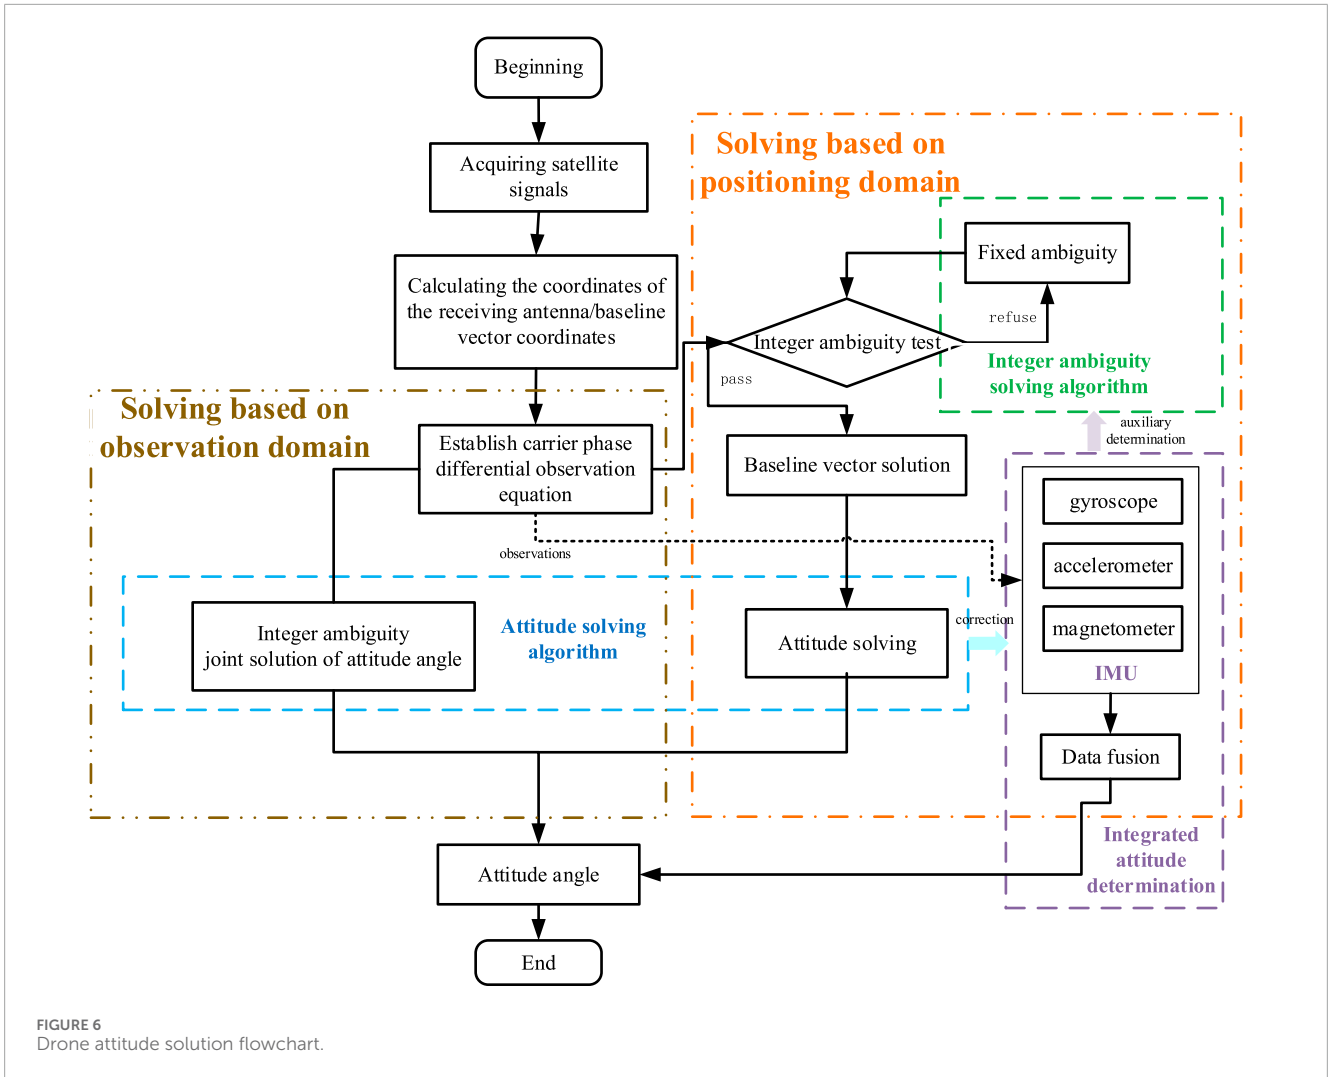 Beginning
Acquiring satellite
signals
Calculating the coordinates of
the receiving antenna/baseline
vector coordinates
Solving based on
observation domain
Establish carrier phase
differential observation
equation
observations
Integer ambiguity
joint solution of attitude angle
Attitude solving
algorithm
Solving based on
positioning domain
Fixed ambiguity
refuse
Integer ambiguity test
pass
Integer ambiguity
solving algorithm
auxiliary
determination
Baseline vector solution
Attitude solving
correction
gyroscope
accelerometer
magnetometer
IMU
Data fusion
Integrated
attitude
determination
Attitude angle
End
FIGURE 6
Drone attitude solution flowchart.